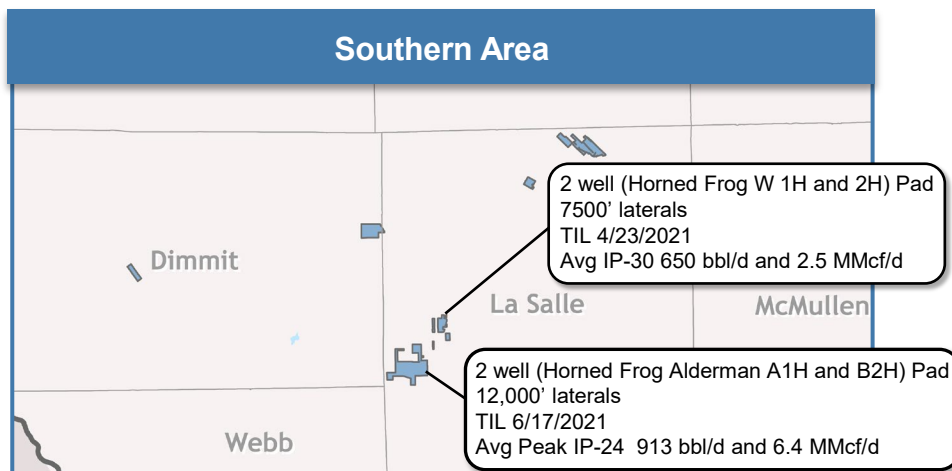 Southern Area
2 well (Horned Frog W 1H and 2H) Pad
7500’ laterals
TIL 4/23/2021
Avg IP-30 650 bbl/d and 2.5 MMcf/d
Dimmit
La Salle
McMullen
2 well (Horned Frog Alderman A1H and B2H) Pad
12,000’ laterals
TIL 6/17/2021
Avg Peak IP-24  913 bbl/d and 6.4 MMcf/d
Webb